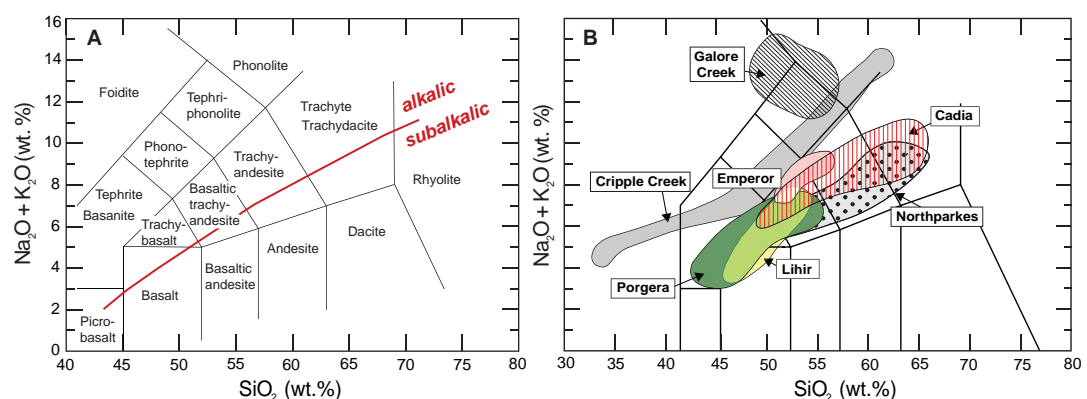 A
Na2O + K2O (wt. %)
16
14
12
10
8
6
4
2
0
Foidite
Phonolite
Tephri-
phonolite
Trachyte
Trachydacite
alkalic
subalkalic
Phono-
tephrite
Trachy-
andesite
Tephrite
Basanite
Basaltic
trachy-
andesite
Rhyolite
Trachy-
basalt
Andesite
Dacite
Basalt
Basaltic
andesite
Picro-
basalt
40 45 50 55 60 65 70 75 80
SiO2 (wt.%)
B
Na2O + K2O (wt. %)
Galore
Creek
Cadia
Emperor
Cripple Creek
Northparkes
Lihir
Porgera
30 40 50 55 60 65 70 80
SiO2 (wt.%)